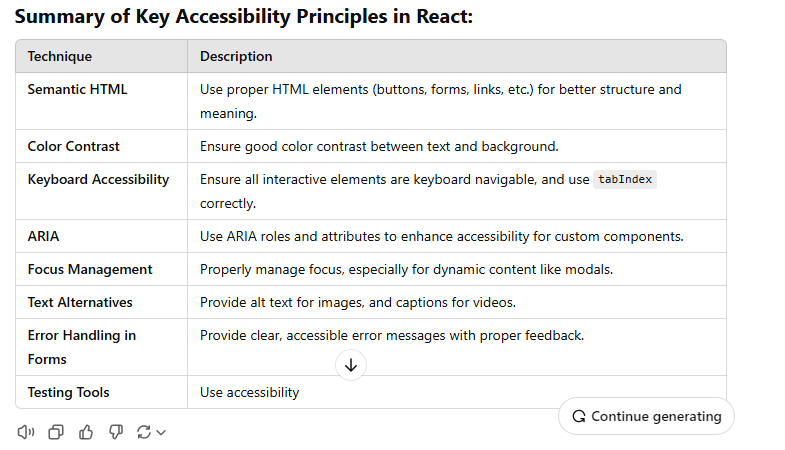 Summary of Key Accessibility Principles in React:
Technique Description
Semantic HTML Use proper HTML elements (buttons, forms, links, etc.) for better structure and
meaning.
Color Contrast Ensure good color contrast between text and background.
Keyboard Accessibility Ensure all interactive elements are keyboard navigable, and use tabIndex
correctly.
ARIA Use ARIA roles and attributes to enhance accessibility for custom components.
Focus Management Properly manage focus, especially for dynamic content like modals.
Text Alternatives Provide alt text for images, and captions for videos.
Error Handling in Provide clear, accessible error messages with proper feedback.
Forms
Testing Tools Use accessibility
Continue generating